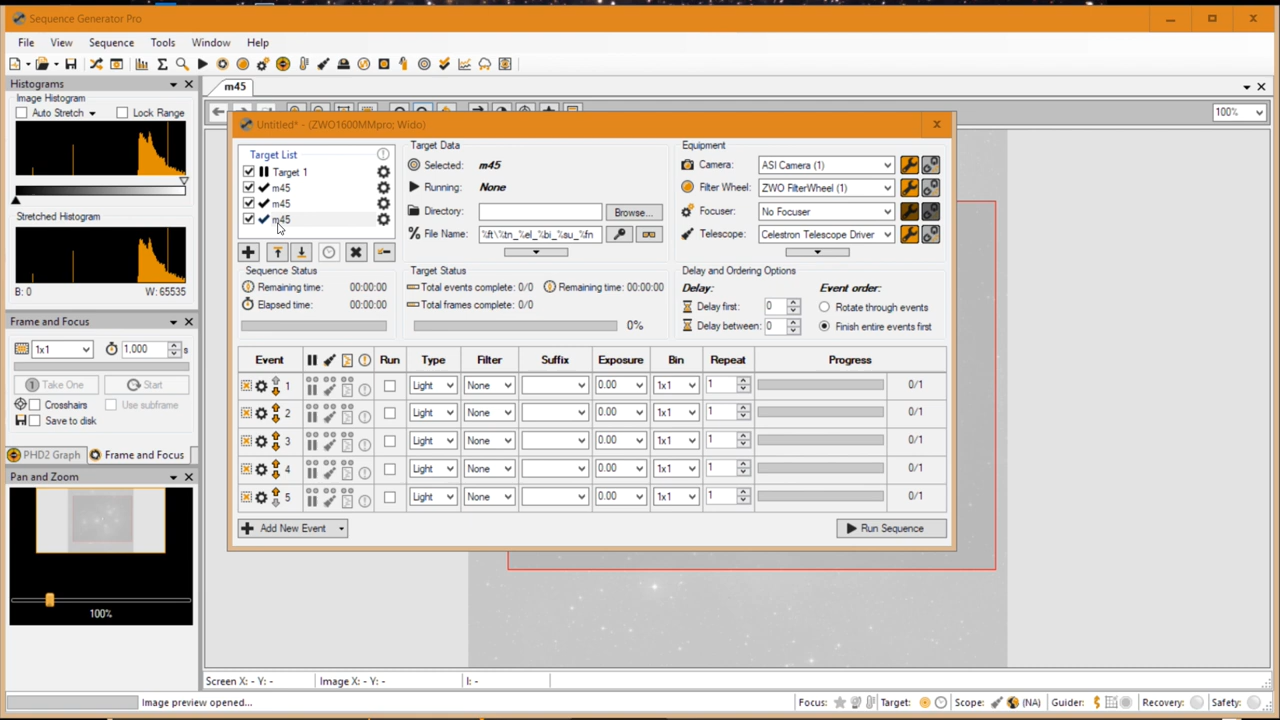 Sequence Generator Pro
File View Sequence Tools Window Help
Histograms
Image Histogram
Auto Stretch Lock Range
Stretched Histogram
B: 0 W: 65535
Frame and Focus
1x1 1.000 s
Take One Start
Crosshairs Use subframe
Save to disk
PHD2 Graph Frame and Focus
Pan and Zoom
100%
m45
100%
Untitled* - (ZWO1600MMpro; Wido)
Target List
Target 1
m45
m45
m45
Target Data
Selected: m45
Running: None
Directory: Browse...
File Name: %ft\%tn_%el_%bi_%su_%fn
Equipment
Camera: ASI Camera (1)
Filter Wheel: ZWO FilterWheel (1)
Focuser: No Focuser
Telescope: Celestron Telescope Driver
Sequence Status
Remaining time: 00:00:00
Elapsed time: 00:00:00
Target Status
Total events complete: 0/0 Remaining time: 00:00:00
Total frames complete: 0/0
0%
Delay and Ordering Options
Delay: Event order:
Delay first: 0 Rotate through events
Delay between: 0 Finish entire events first
Event Run Type Filter Suffix Exposure Bin Repeat Progress
1 Light None 0.00 1x1 1 0/1
2 Light None 0.00 1x1 1 0/1
3 Light None 0.00 1x1 1 0/1
4 Light None 0.00 1x1 1 0/1
5 Light None 0.00 1x1 1 0/1
Add New Event Run Sequence
Screen X: - Y: - Image X: - Y: - I: -
Image preview opened... Focus: Target: Scope: (NA) Guider: Recovery: Safety: